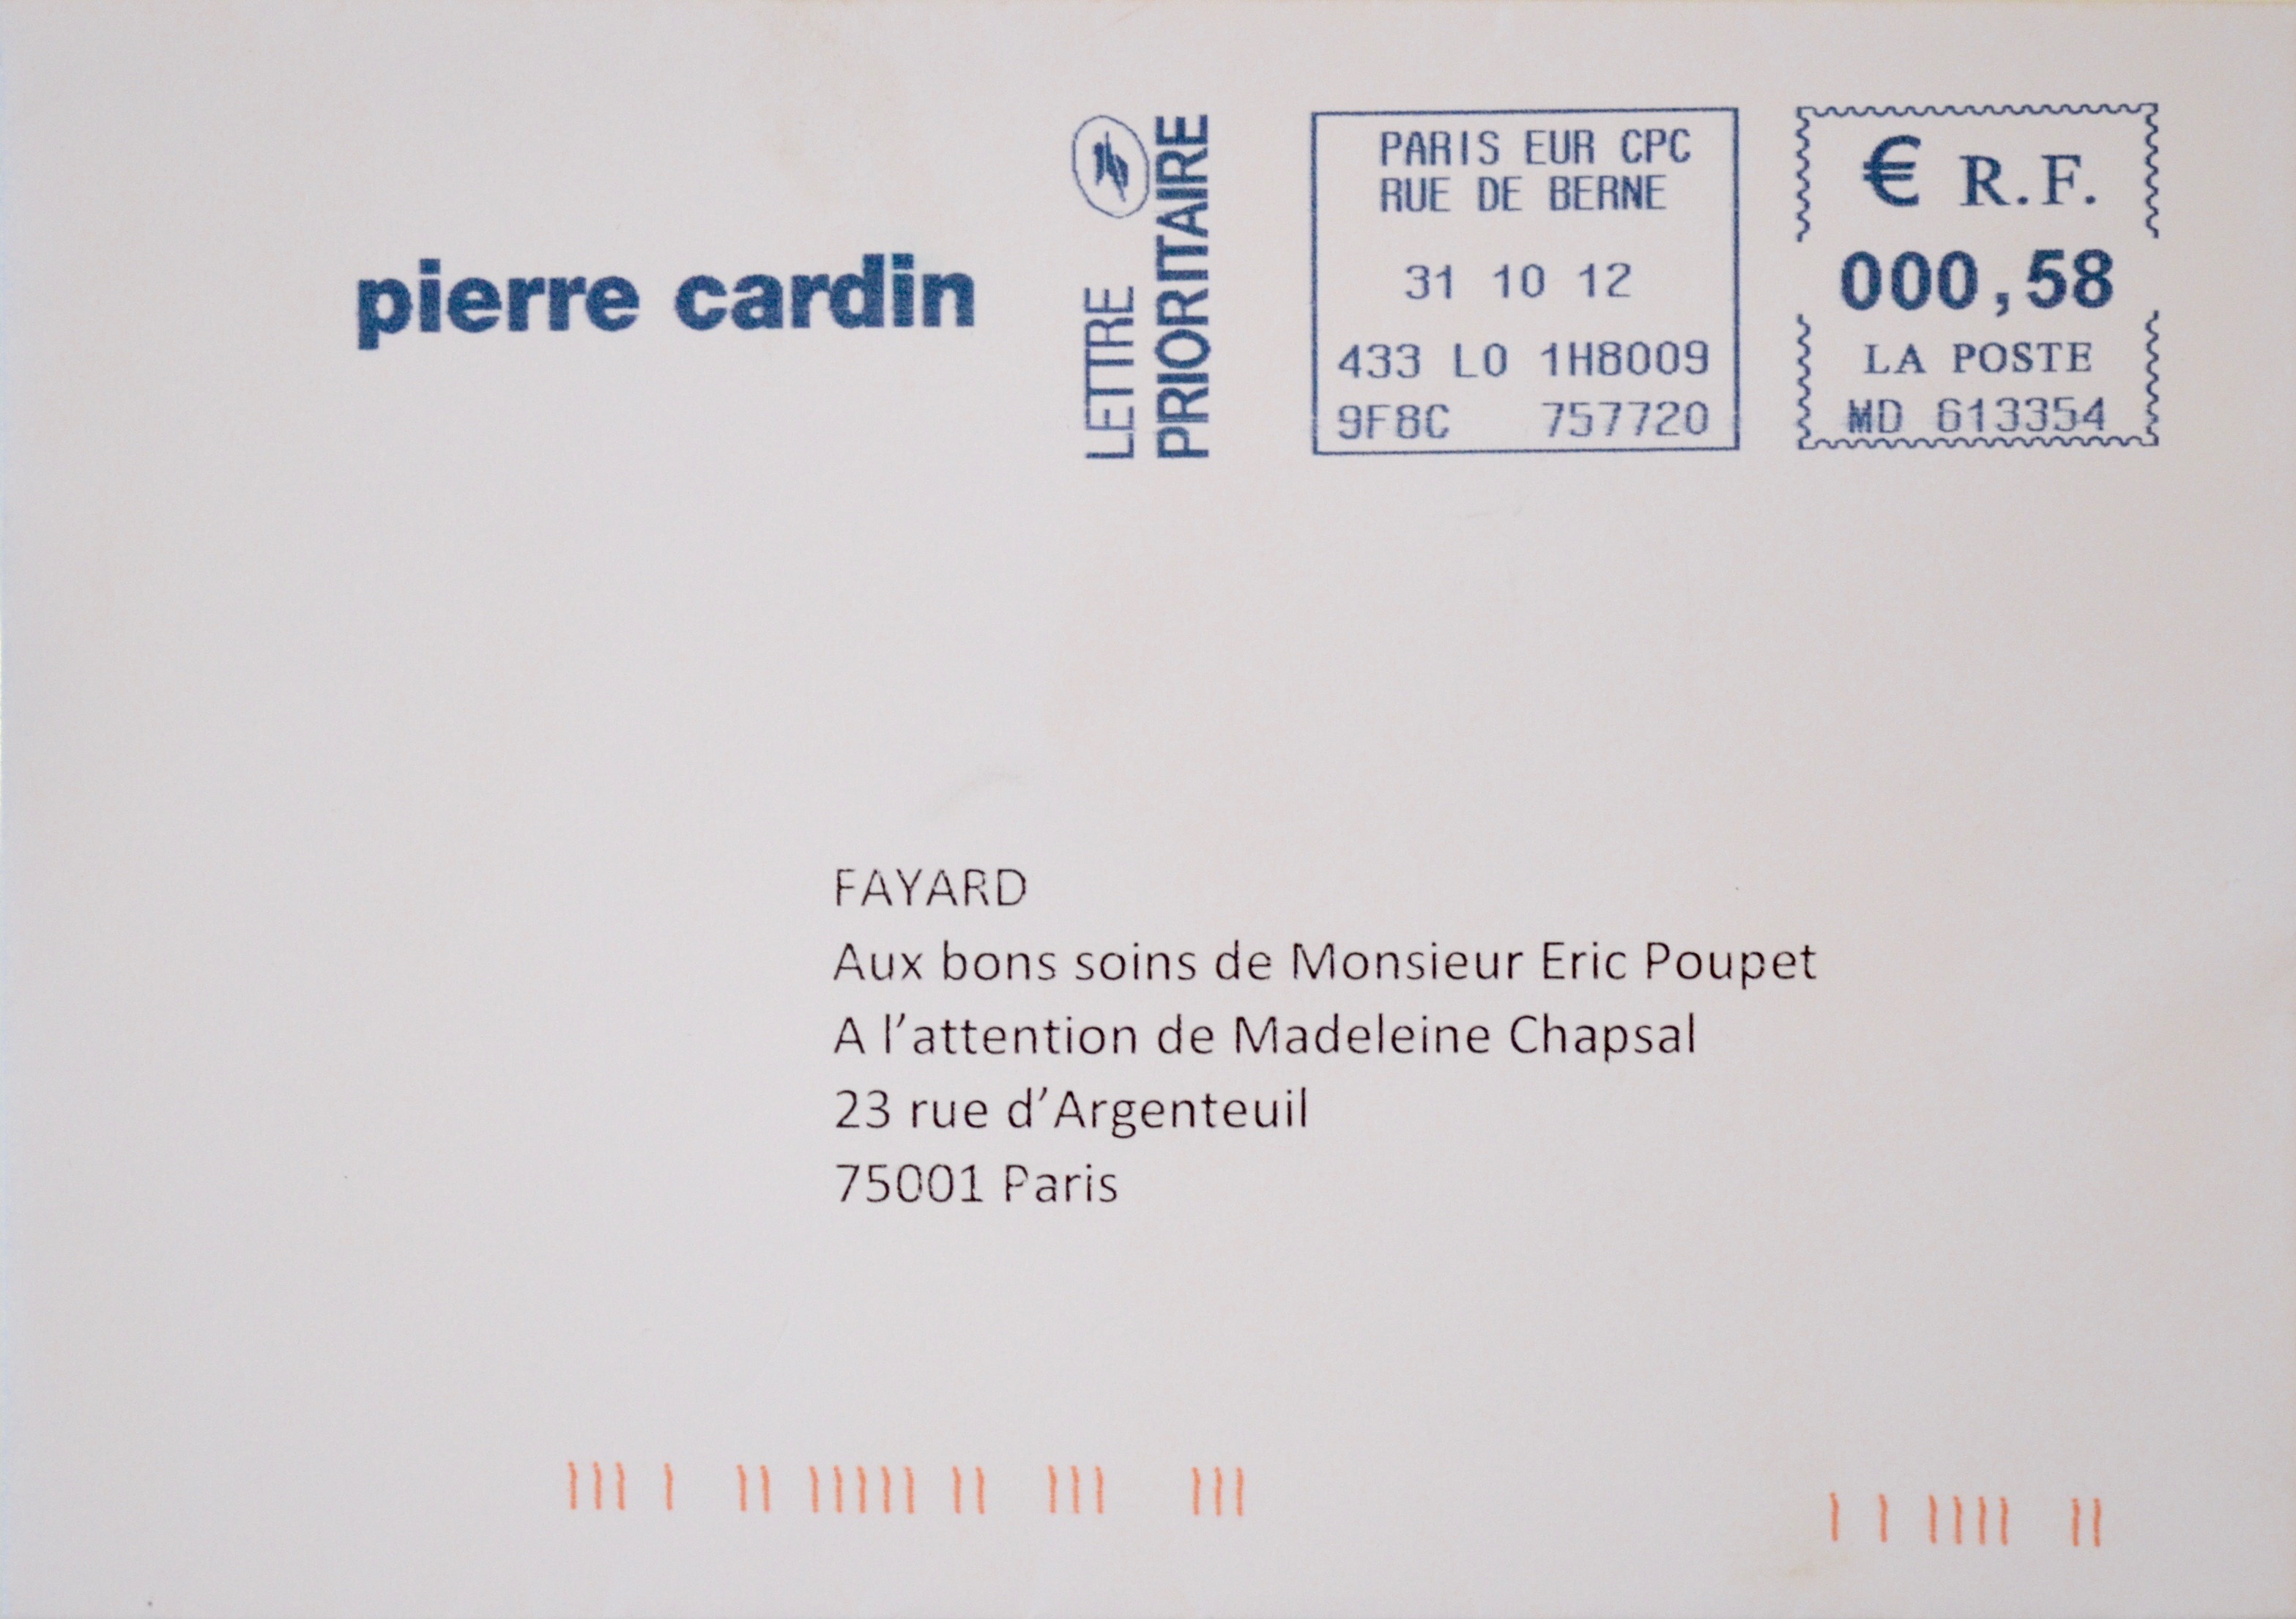 pierre cardin
LETTRE
PRIORITAIRE
PARIS EUR CPC
RUE DE BERNE
31 10 12
433 L0 1H8009
9F8C 757720
€ R.F.
000,58
LA POSTE
MD 613354
FAYARD
Aux bons soins de Monsieur Eric Poupet
A l’attention de Madeleine Chapsal
23 rue d’Argenteuil
75001 Paris